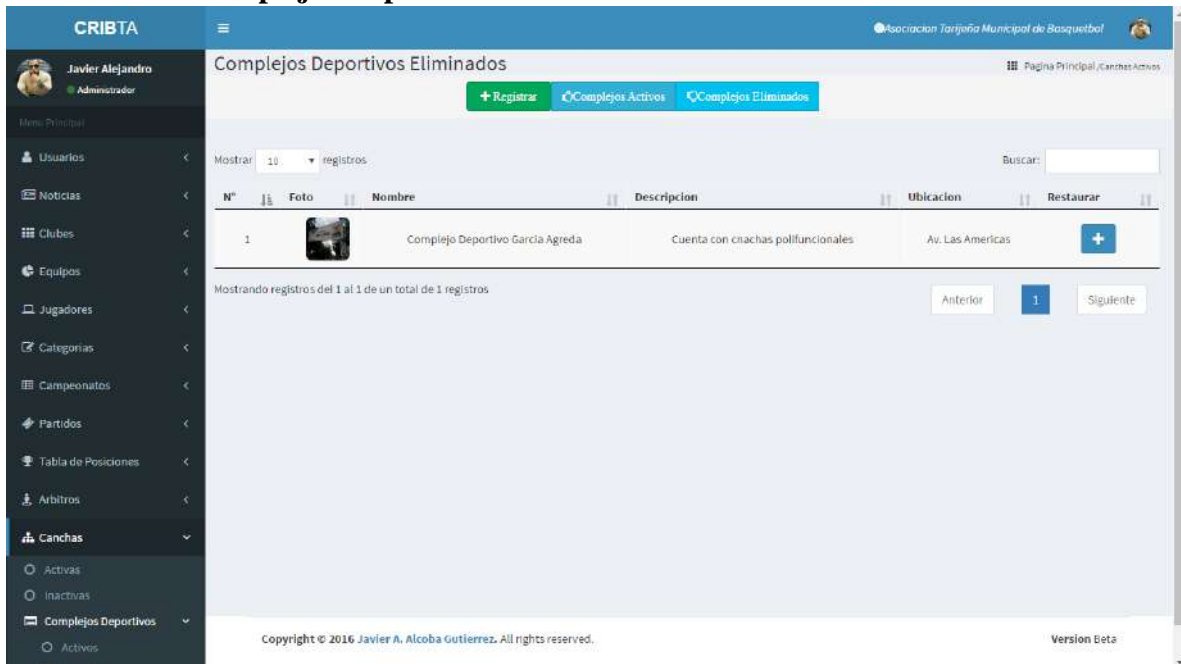 CRIBTA
Asociacion Tarijeña Municipal de Basquetbol
Javier Alejandro
Administrador
Menu Principal
Usuarios
Noticias
Clubes
Equipos
Jugadores
Categorias
Campeonatos
Partidos
Tabla de Posiciones
Arbitros
Canchas
Activas
Inactivas
Complejos Deportivos
Activos
Complejos Deportivos Eliminados
Pagina Principal /Canchas Activos
+ Registrar Complejos Activos Complejos Eliminados
Mostrar 10 registros Buscar:
N° Foto Nombre Descripcion Ubicacion Restaurar
1 Complejo Deportivo Garcia Agreda Cuenta con cnachas polifuncionales Av. Las Americas +
Mostrando registros del 1 al 1 de un total de 1 registros
Anterior 1 Siguiente
Copyright © 2016 Javier A. Alcoba Gutierrez. All rights reserved. Version Beta